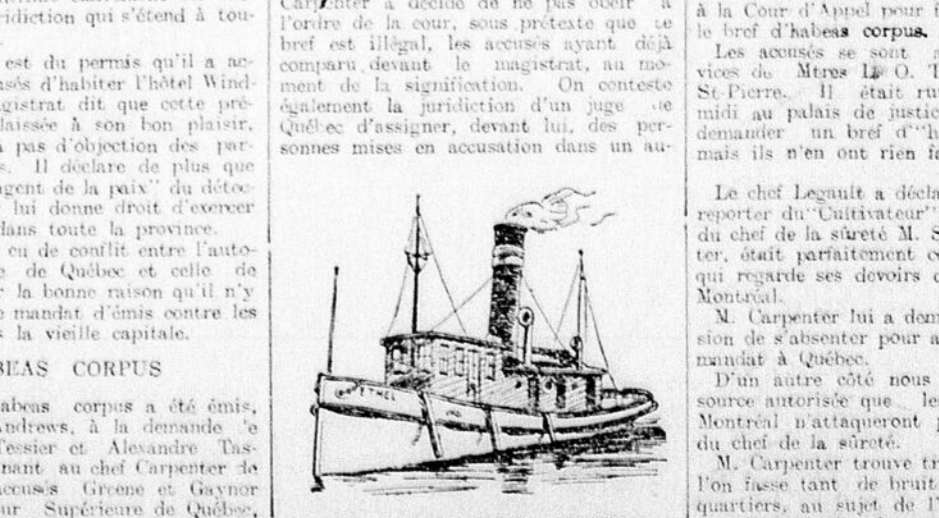 ridiction qui s'étend à tou-
est du permis qu'il a ac-
sés d'habiter l'hôtel Wind-
gistrat dit que cette pré-
laissée à son bon plaisir,
pas d'objection des par-
s. Il déclare de plus que
agent de la paix" du détec-
lui donne droit d'exercer
dans toute la province.
eu de conflit entre l'auto-
e de Québec et celle de
r la bonne raison qu'il n'y
e mandat d'émis contre les
s la vieille capitale.
BEAS CORPUS
abeas corpus a été émis,
Andrews, à la demande 'e
Tessier et Alexandre Tas-
nant au chef Carpenter de
accusés Greene et Gaynor
ur Supérieure de Québec,
Carpenter a décidé de ne pas obéir à
l'ordre de la cour, sous prétexte que ce
bref est illégal, les accusés ayant déjà
comparu devant le magistrat, au mo-
ment de la signification. On conteste
également la juridiction d'un juge de
Québec d'assigner, devant lui, des per-
sonnes mises en accusation dans un au-
ETHEL
à la Cour d'Appel pour
le bref d'habeas corpus.
Les accusés se sont
vices de Mtres L. O. T
St-Pierre. Il était
midi au palais de justic
demander un bref d'"h
mais ils n'en ont rien fa
Le chef Legault a décla
reporter du "Cultivateur"
du chef de la sûreté M.
ter, était parfaitement
qui regarde ses devoirs
Montréal.
M. Carpenter lui a
sion de s'absenter pour
mandat à Québec.
D'un autre côté nous
source autorisée que le
Montréal n'attaqueront
du chef de la sûreté.
M. Carpenter trouve
l'on fasse tant de bruit
quartiers, au sujet de l'